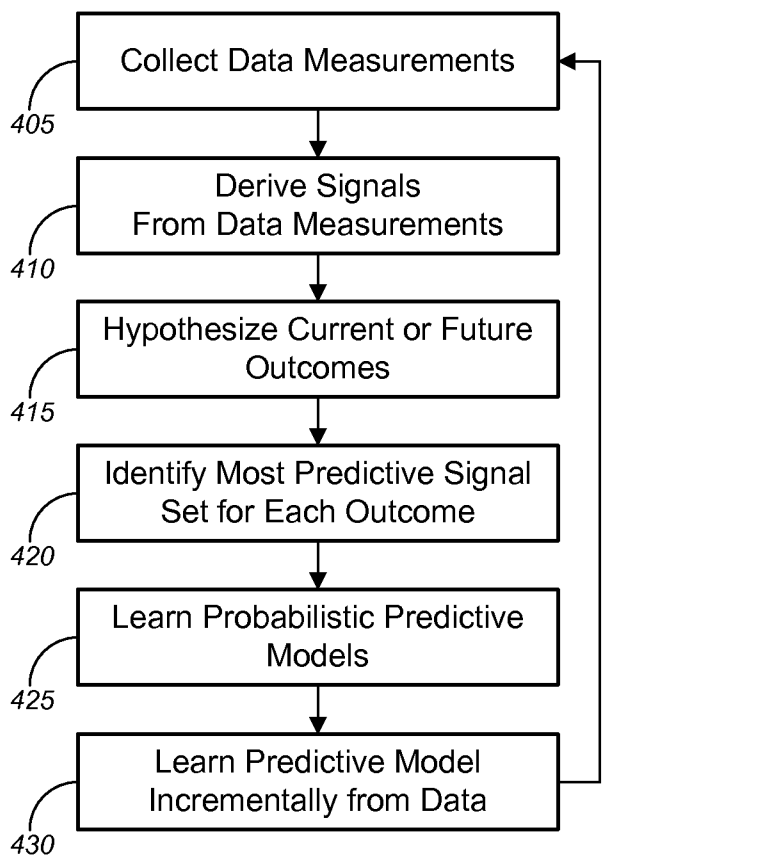 Collect Data Measurements
405
Derive Signals
From Data Measurements
410
Hypothesize Current or Future
Outcomes
415
Identify Most Predictive Signal
Set for Each Outcome
420
Learn Probabilistic Predictive
Models
425
Learn Predictive Model
Incrementally from Data
430